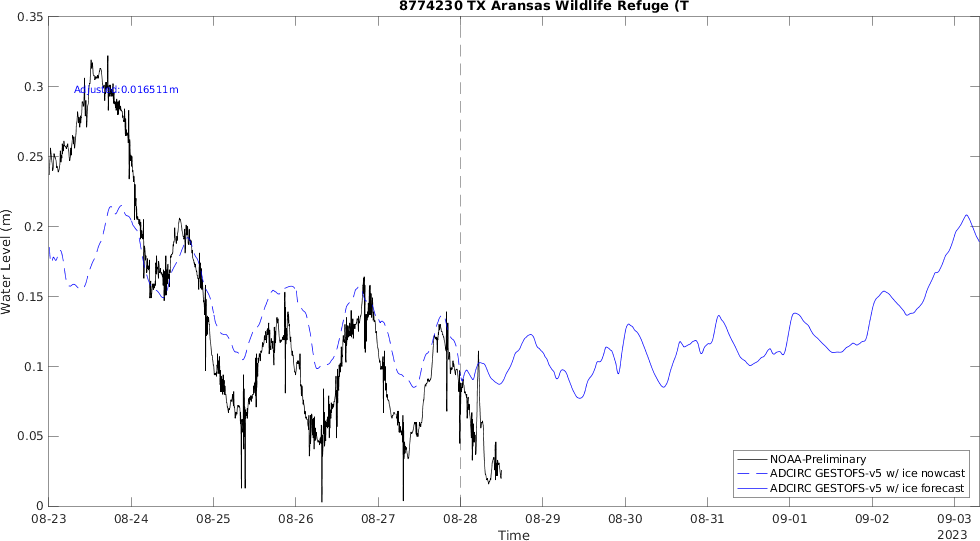 8774230 TX Aransas Wildlife Refuge (T
0.35
0.3
0.25
0.2
0.15
0.1
0.05
0
Water Level (m)
Adjusted:0.016511m
NOAA-Preliminary
ADCIRC GESTOFS-v5 w/ ice nowcast
ADCIRC GESTOFS-v5 w/ ice forecast
08-23 08-24 08-25 08-26 08-27 08-28 08-29 08-30 08-31 09-01 09-02 09-03
2023
Time